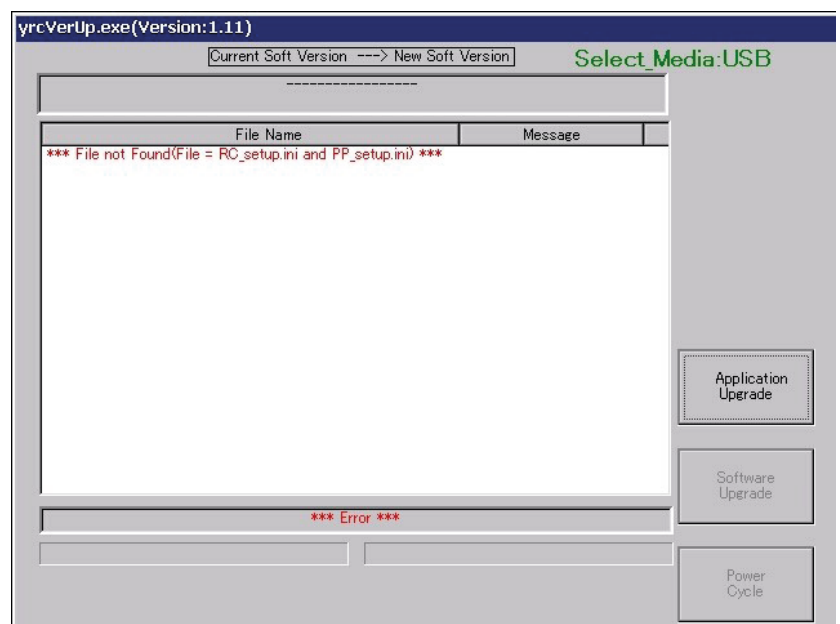 yrcVerUp.exe(Version:1.11)
Current Soft Version ---> New Soft Version
Select_Media:USB
----------------
File Name Message
*** File not Found(File = RC_setup.ini and PP_setup.ini) ***
Application
Upgrade
Software
Upgrade
*** Error ***
Power
Cycle